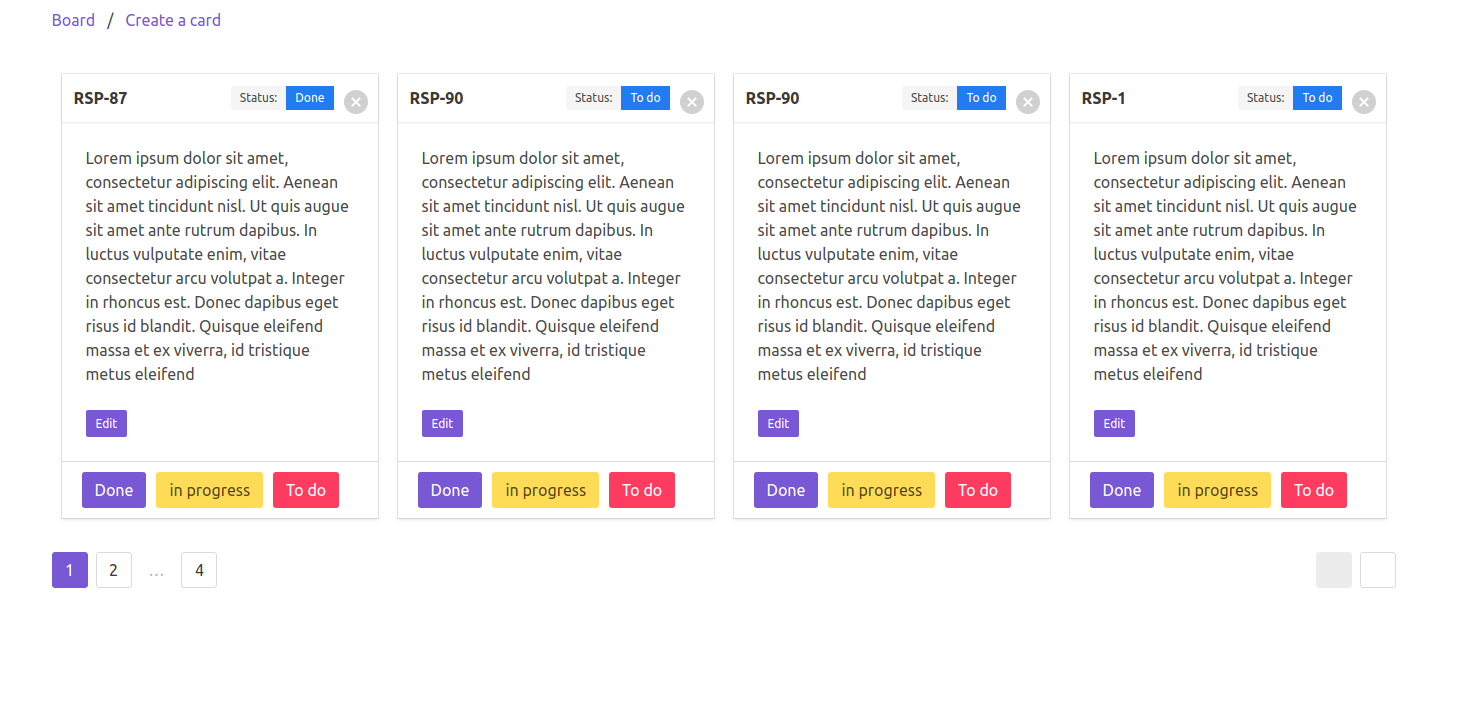 Board / Create a card
RSP-87 Status: Done
Lorem ipsum dolor sit amet,
consectetur adipiscing elit. Aenean
sit amet tincidunt nisl. Ut quis augue
sit amet ante rutrum dapibus. In
luctus vulputate enim, vitae
consectetur arcu volutpat a. Integer
in rhoncus est. Donec dapibus eget
risus id blandit. Quisque eleifend
massa et ex viverra, id tristique
metus eleifend
Edit
Done in progress To do
RSP-90 Status: To do
Lorem ipsum dolor sit amet,
consectetur adipiscing elit. Aenean
sit amet tincidunt nisl. Ut quis augue
sit amet ante rutrum dapibus. In
luctus vulputate enim, vitae
consectetur arcu volutpat a. Integer
in rhoncus est. Donec dapibus eget
risus id blandit. Quisque eleifend
massa et ex viverra, id tristique
metus eleifend
Edit
Done in progress To do
RSP-90 Status: To do
Lorem ipsum dolor sit amet,
consectetur adipiscing elit. Aenean
sit amet tincidunt nisl. Ut quis augue
sit amet ante rutrum dapibus. In
luctus vulputate enim, vitae
consectetur arcu volutpat a. Integer
in rhoncus est. Donec dapibus eget
risus id blandit. Quisque eleifend
massa et ex viverra, id tristique
metus eleifend
Edit
Done in progress To do
RSP-1 Status: To do
Lorem ipsum dolor sit amet,
consectetur adipiscing elit. Aenean
sit amet tincidunt nisl. Ut quis augue
sit amet ante rutrum dapibus. In
luctus vulputate enim, vitae
consectetur arcu volutpat a. Integer
in rhoncus est. Donec dapibus eget
risus id blandit. Quisque eleifend
massa et ex viverra, id tristique
metus eleifend
Edit
Done in progress To do
1 2 … 4